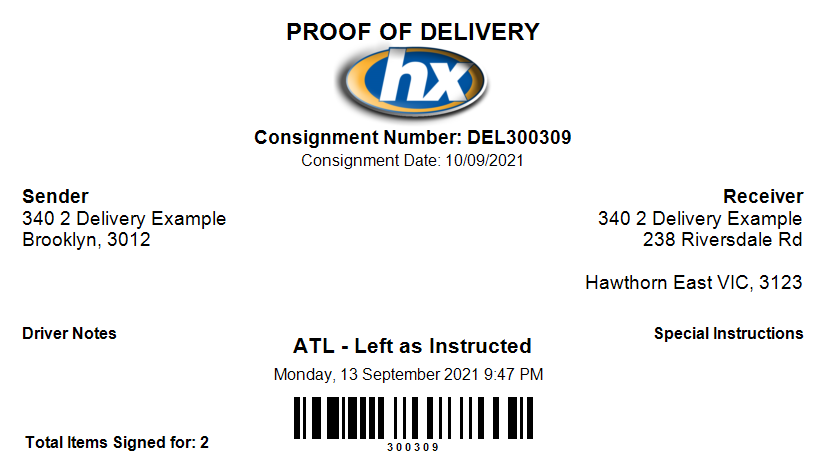 PROOF OF DELIVERY
hx
Consignment Number: DEL300309
Consignment Date: 10/09/2021
Sender
340 2 Delivery Example
Brooklyn, 3012
Receiver
340 2 Delivery Example
238 Riversdale Rd
Hawthorn East VIC, 3123
Driver Notes
Special Instructions
ATL - Left as Instructed
Monday, 13 September 2021 9:47 PM
300309
Total Items Signed for: 2